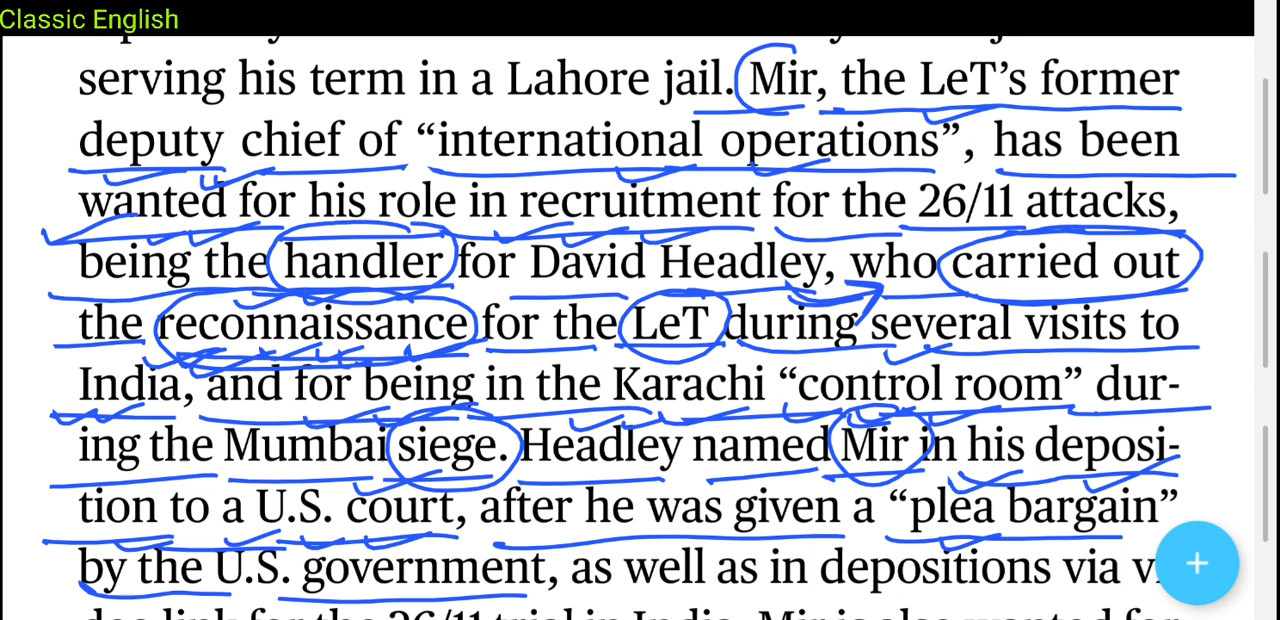 Classic English
serving his term in a Lahore jail. Mir, the LeT’s former
deputy chief of “international operations”, has been
wanted for his role in recruitment for the 26/11 attacks,
being the handler for David Headley, who carried out
the reconnaissance for the LeT during several visits to
India, and for being in the Karachi “control room” dur-
ing the Mumbai siege. Headley named Mir in his deposi-
tion to a U.S. court, after he was given a “plea bargain”
by the U.S. government, as well as in depositions via